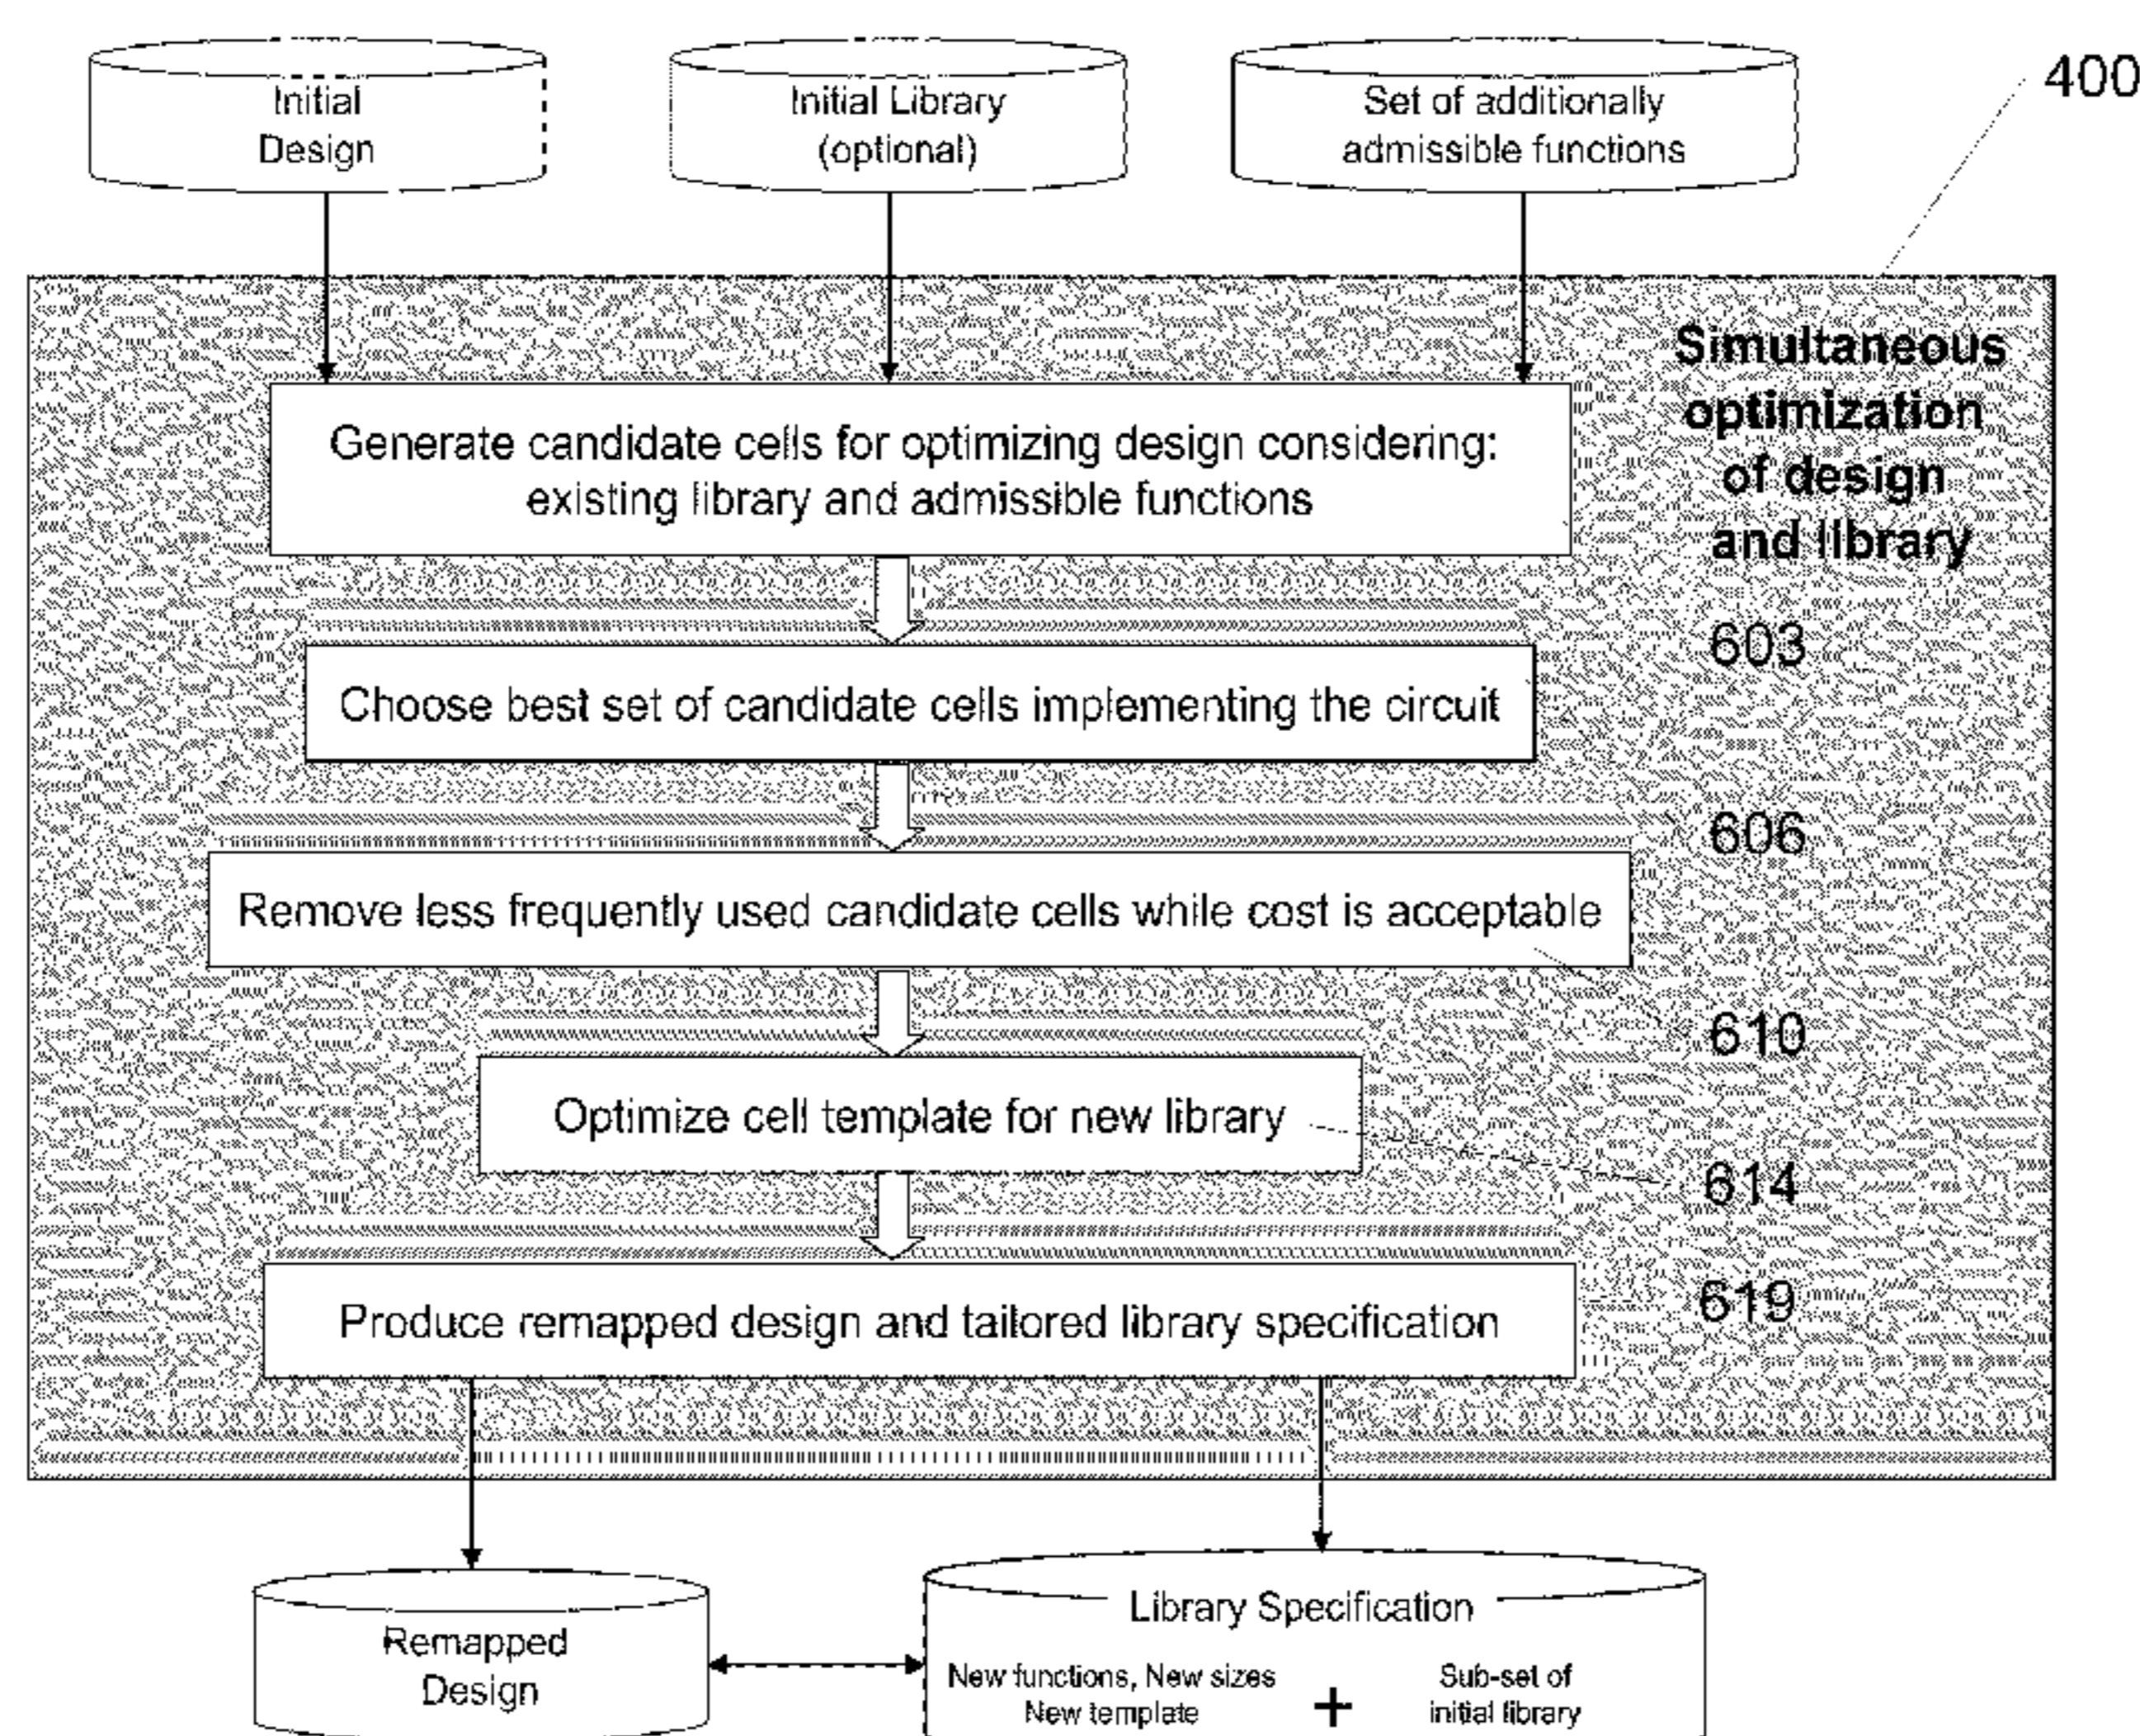 Initial
Design
Initial Library
(optional)
Set of additionally
admissible functions
400
Simultaneous
optimization
of design
and library
Generate candidate cells for optimizing design considering:
existing library and admissible functions
603
Choose best set of candidate cells implementing the circuit
606
Remove less frequently used candidate cells while cost is acceptable
610
Optimize cell template for new library
614
Produce remapped design and tailored library specification
619
Remapped
Design
Library Specification
New functions, New sizes
New template
+
Sub-set of
initial library